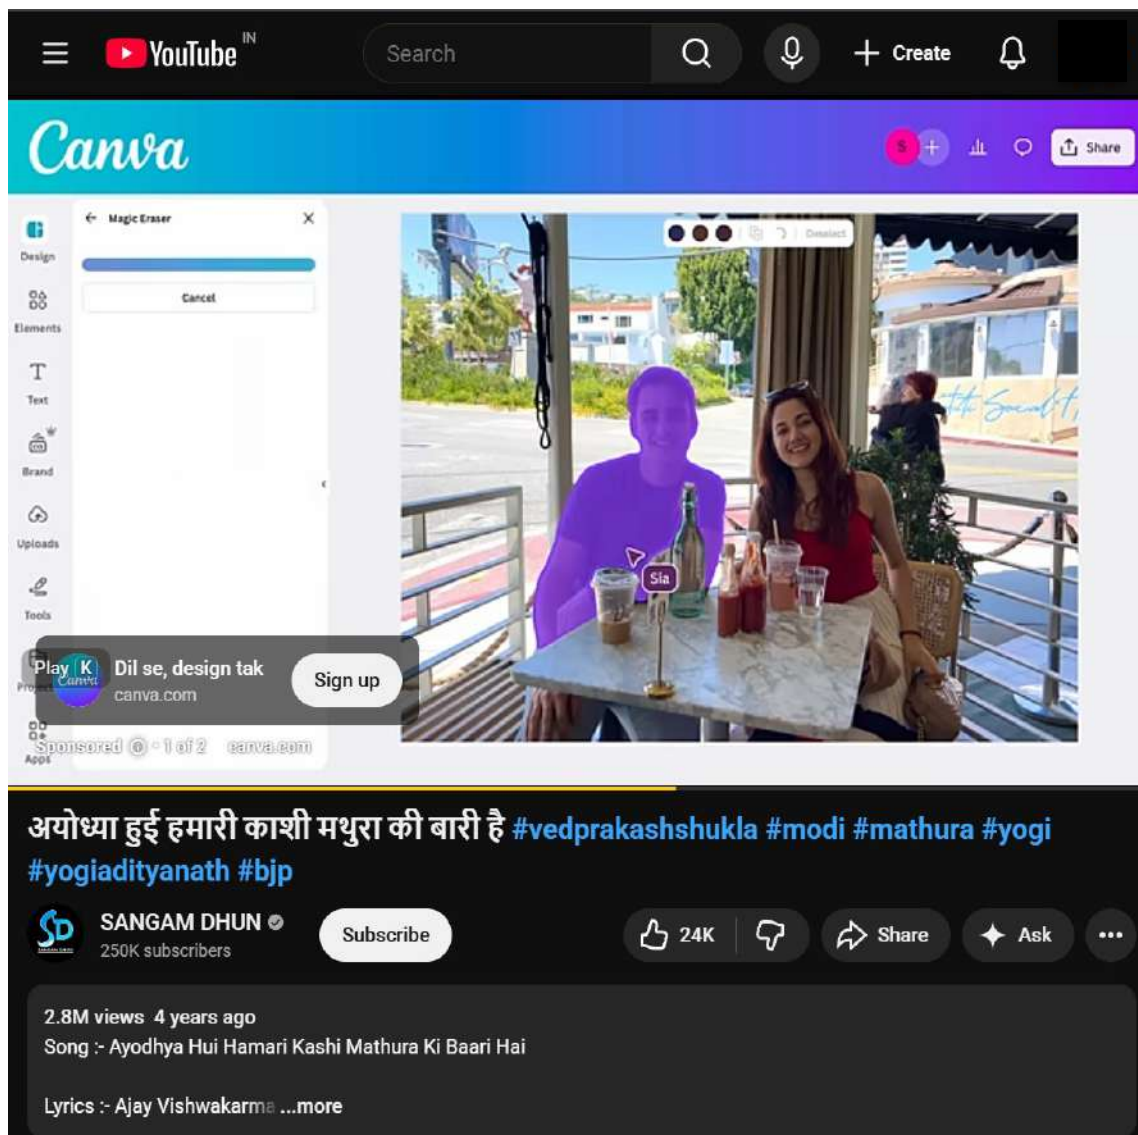 YouTube IN
Search
Create
Canva
S
Share
Magic Eraser
Cancel
Deselect
Design
Elements
Text
Brand
Uploads
Tools
Apps
Sia
Play K
Canva
Dil se, design tak
canva.com
Sign up
Sponsored • 1 of 2 canva.com
अयोध्या हुई हमारी काशी मथुरा की बारी है #vedprakashshukla #modi #mathura #yogi
#yogiadityanath #bjp
SD
SANGAM DHUN
250K subscribers
Subscribe
24K
Share
Ask
2.8M views 4 years ago
Song :- Ayodhya Hui Hamari Kashi Mathura Ki Baari Hai
Lyrics :- Ajay Vishwakarma ...more